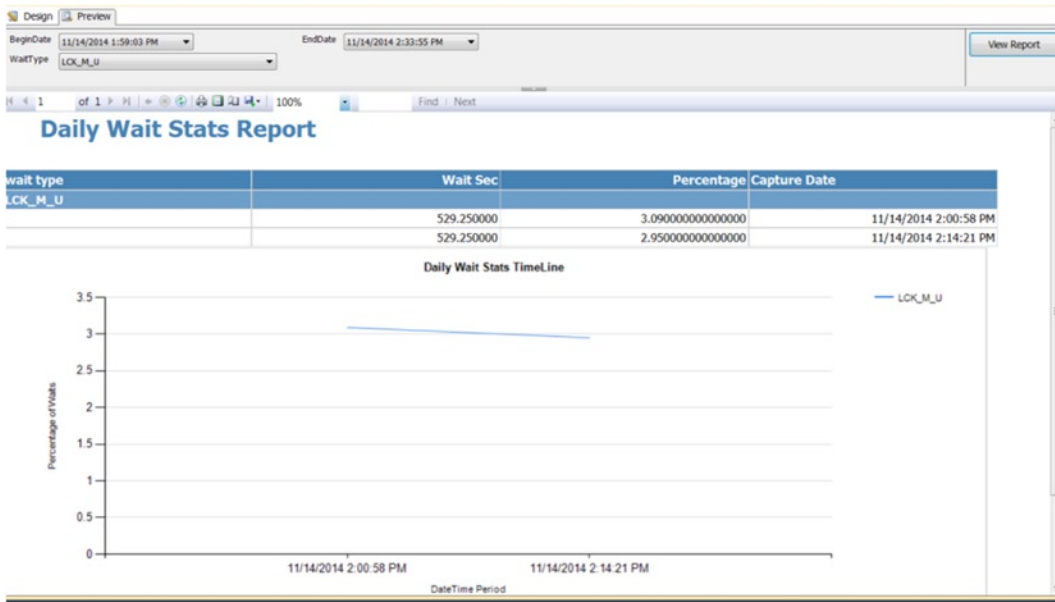 Design Preview
BeginDate 11/14/2014 1:59:03 PM EndDate 11/14/2014 2:33:55 PM View Report
WaitType LCK_M_U
1 of 1 100% Find | Next
Daily Wait Stats Report
wait type Wait Sec Percentage Capture Date
LCK_M_U
529.250000 3.090000000000000 11/14/2014 2:00:58 PM
529.250000 2.950000000000000 11/14/2014 2:14:21 PM
Daily Wait Stats TimeLine
LCK_M_U
3.5
3
2.5
2
1.5
1
0.5
0
Percentage of Waits
11/14/2014 2:00:58 PM 11/14/2014 2:14:21 PM
DateTime Period